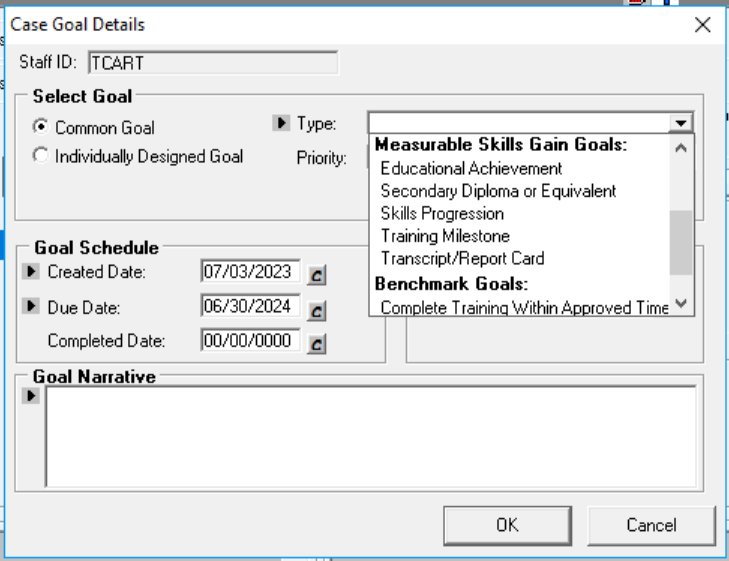 Case Goal Details
Staff ID: TCART
Select Goal
Common Goal
Individually Designed Goal
Type:
Priority:
Measurable Skills Gain Goals:
Educational Achievement
Secondary Diploma or Equivalent
Skills Progression
Training Milestone
Transcript/Report Card
Benchmark Goals:
Complete Training Within Approved Time
Goal Schedule
Created Date: 07/03/2023 C
Due Date: 06/30/2024 C
Completed Date: 00/00/0000 C
Goal Narrative
OK Cancel